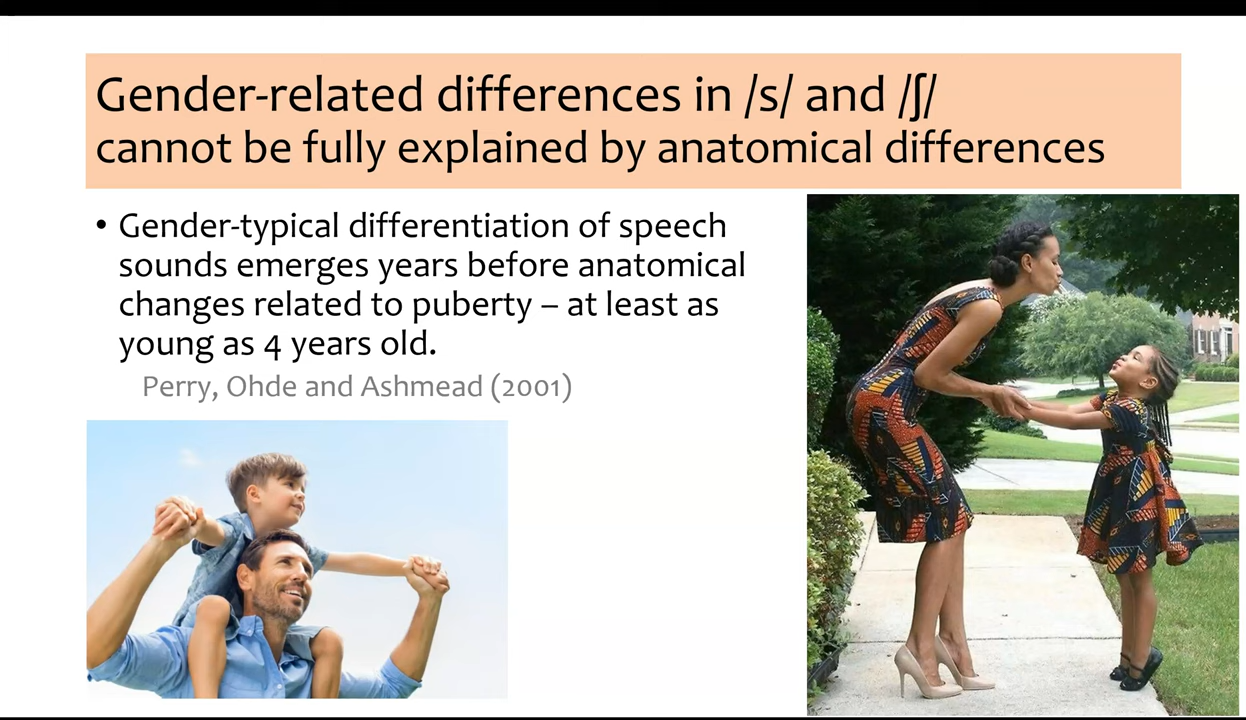 Gender-related differences in /s/ and /ʃ/
cannot be fully explained by anatomical differences
• Gender-typical differentiation of speech
sounds emerges years before anatomical
changes related to puberty – at least as
young as 4 years old.
Perry, Ohde and Ashmead (2001)